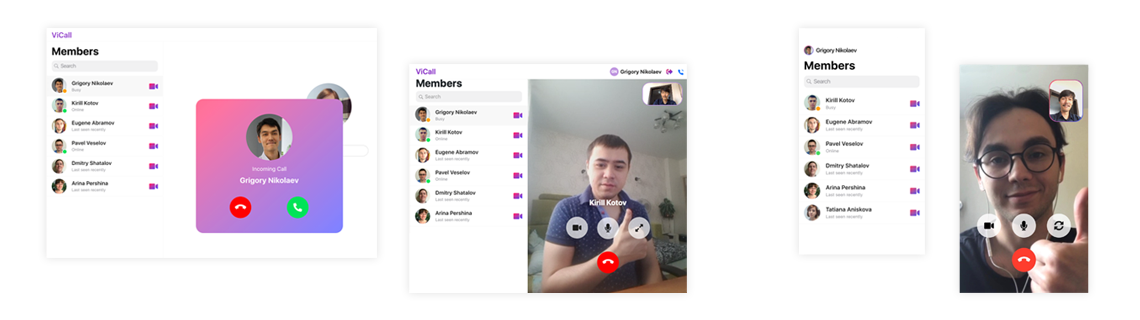 ViCall
Members
Search
Grigory Nikolaev
Busy
Kirill Kotov
Online
Eugene Abramov
Last seen recently
Pavel Veselov
Online
Dmitry Shatalov
Last seen recently
Arina Pershina
Last seen recently
Incoming Call
Grigory Nikolaev
ViCall
Grigory Nikolaev
Members
Search
Grigory Nikolaev
Busy
Kirill Kotov
Online
Eugene Abramov
Last seen recently
Pavel Veselov
Online
Dmitry Shatalov
Last seen recently
Arina Pershina
Last seen recently
Kirill Kotov
Grigory Nikolaev
Members
Search
Kirill Kotov
Busy
Eugene Abramov
Last seen recently
Pavel Veselov
Online
Dmitry Shatalov
Last seen recently
Arina Pershina
Last seen recently
Tatiana Aniskova
Last seen recently